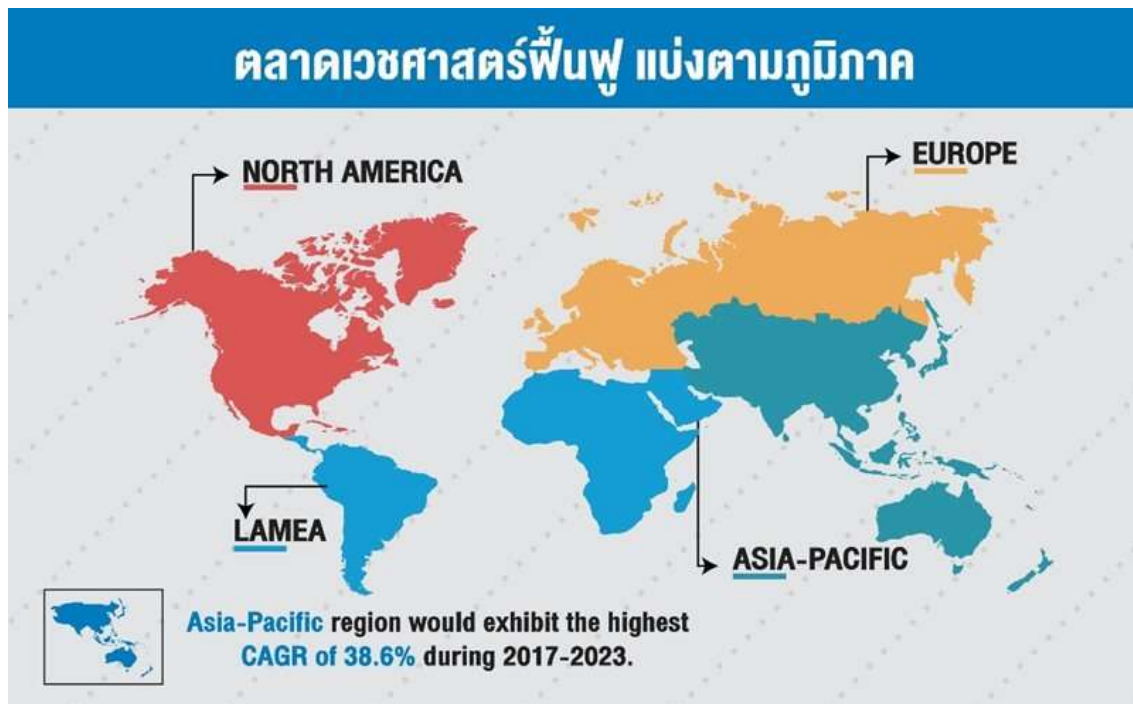 ตลาดเวชศาสตร์ฟื้นฟู แบ่งตามภูมิภาค
NORTH AMERICA
EUROPE
LAMEA
ASIA-PACIFIC
Asia-Pacific region would exhibit the highest
CAGR of 38.6% during 2017-2023.